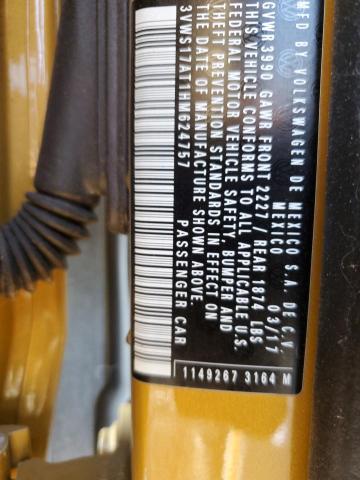 MFD BY VOLKSWAGEN DE MEXICO S.A. DE C.V.
MEXICO 03/17
GVWR 3990 GAWR FRONT 2227 / REAR 1874 LBS
THIS VEHICLE CONFORMS TO ALL APPLICABLE U.S.
FEDERAL MOTOR VEHICLE SAFETY, BUMPER AND
THEFT PREVENTION STANDARDS IN EFFECT ON
THE DATE OF MANUFACTURE SHOWN ABOVE.
3VWS17AT1HM624757 PASSENGER CAR
1149267 3164 M